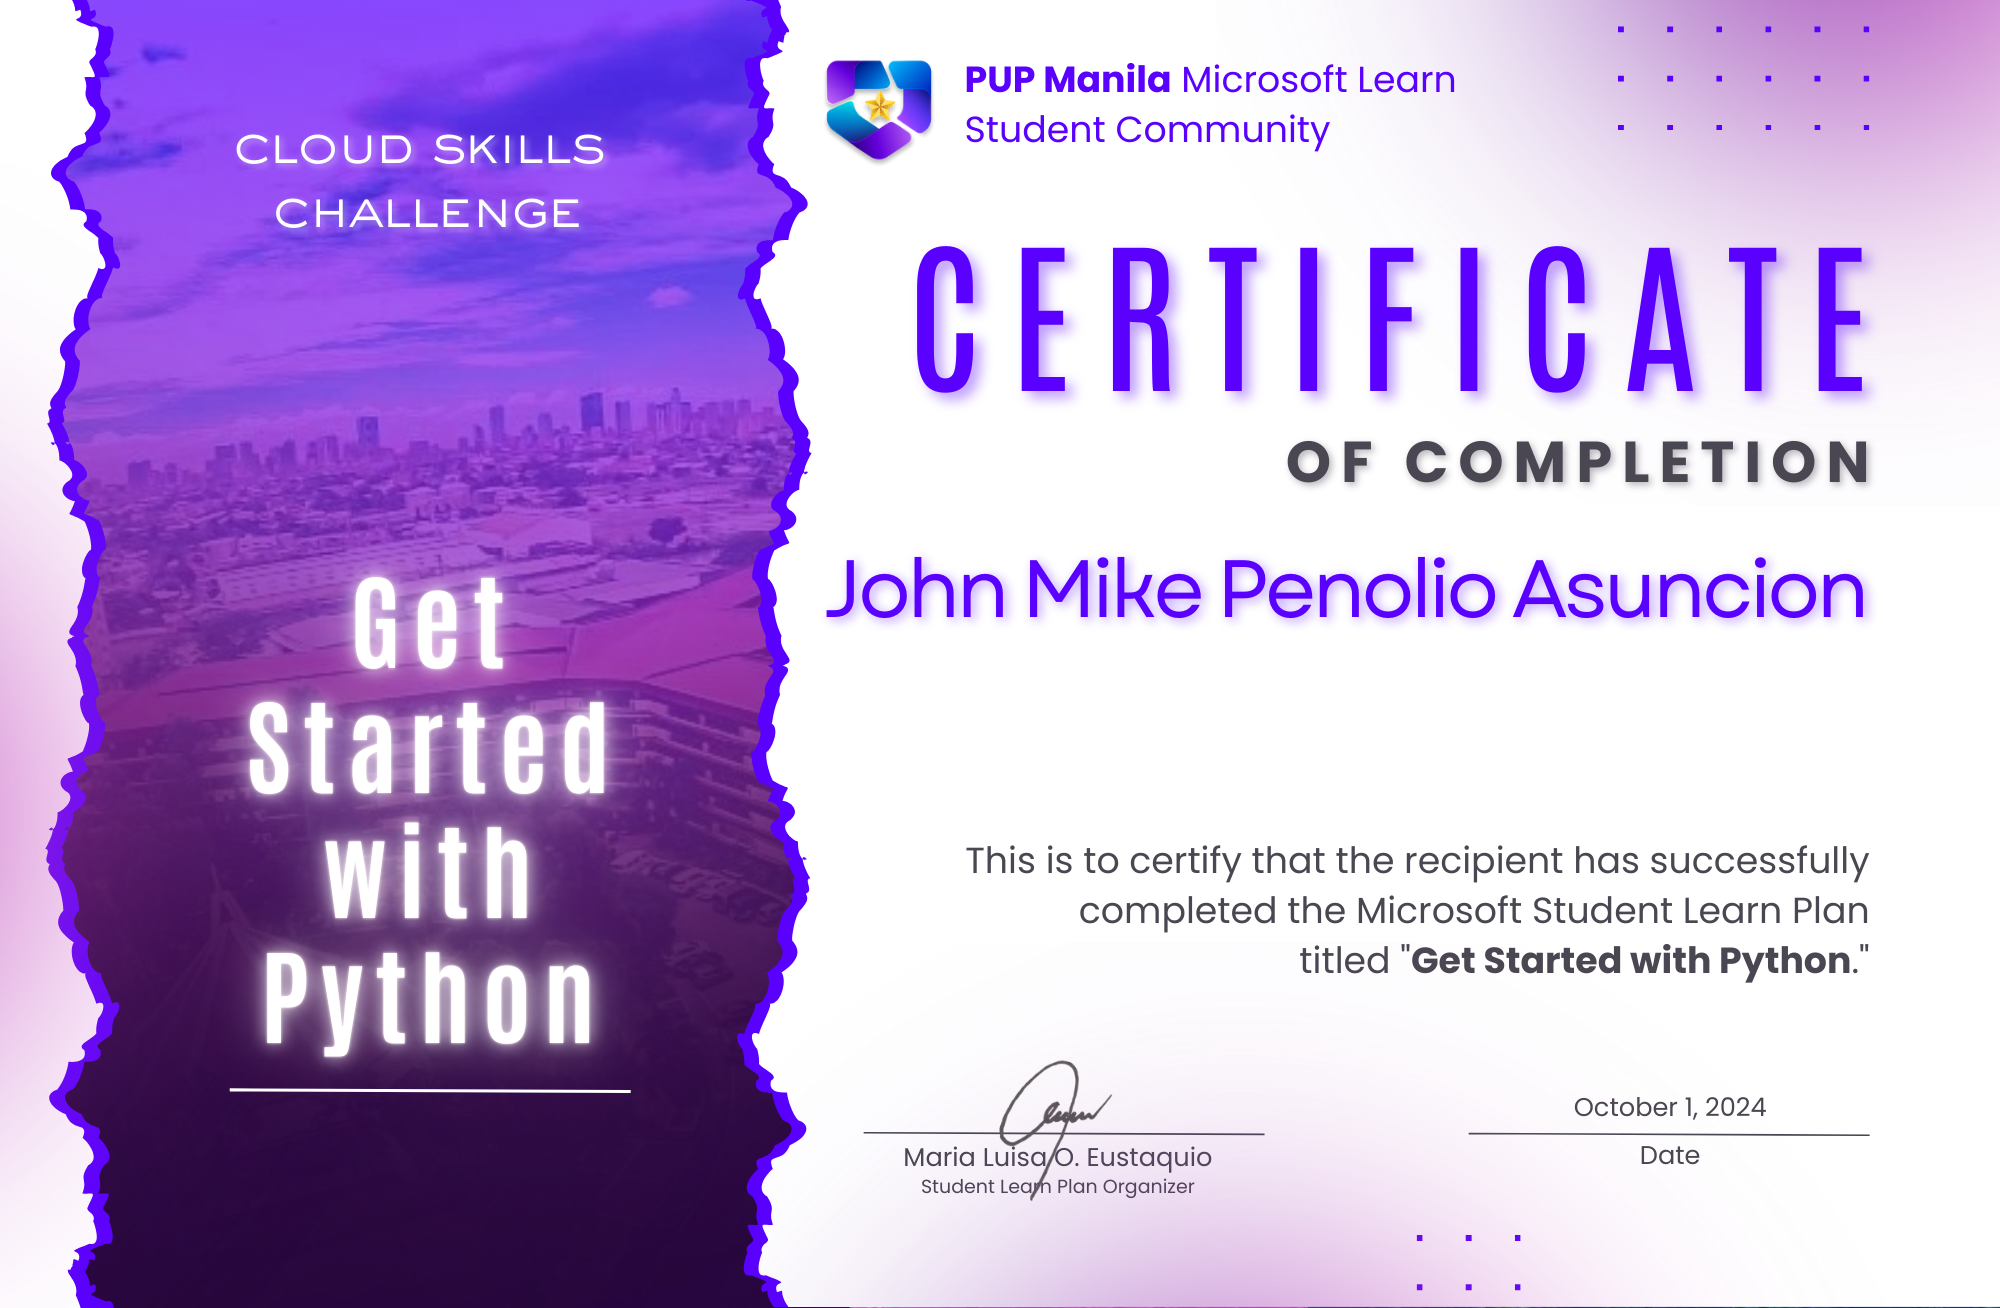 CLOUD SKILLS
CHALLENGE
Get
Started
with
Python
PUP Manila Microsoft Learn
Student Community
CERTIFICATE
OF COMPLETION
John Mike Penolio Asuncion
This is to certify that the recipient has successfully
completed the Microsoft Student Learn Plan
titled "Get Started with Python."
Maria Luisa O. Eustaquio
Student Learn Plan Organizer
October 1, 2024
Date